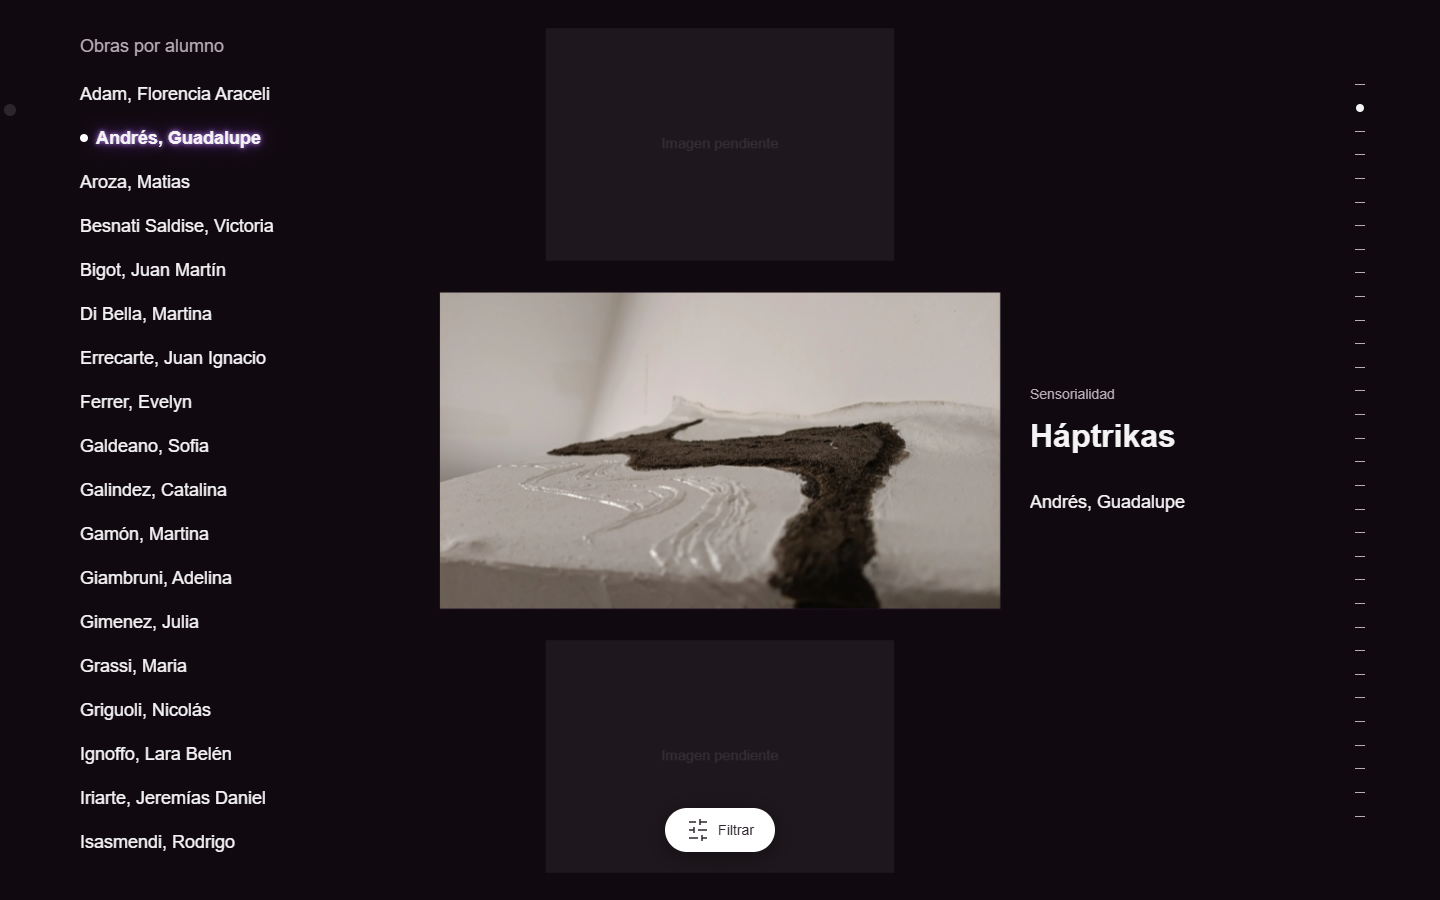 Obras por alumno
Adam, Florencia Araceli
Andrés, Guadalupe
Aroza, Matias
Besnati Saldise, Victoria
Bigot, Juan Martín
Di Bella, Martina
Errecarte, Juan Ignacio
Ferrer, Evelyn
Galdeano, Sofia
Galindez, Catalina
Gamón, Martina
Giambruni, Adelina
Gimenez, Julia
Grassi, Maria
Griguoli, Nicolás
Ignoffo, Lara Belén
Iriarte, Jeremías Daniel
Isasmendi, Rodrigo
Imagen pendiente
Sensorialidad
Háptrikas
Andrés, Guadalupe
Imagen pendiente
Filtrar